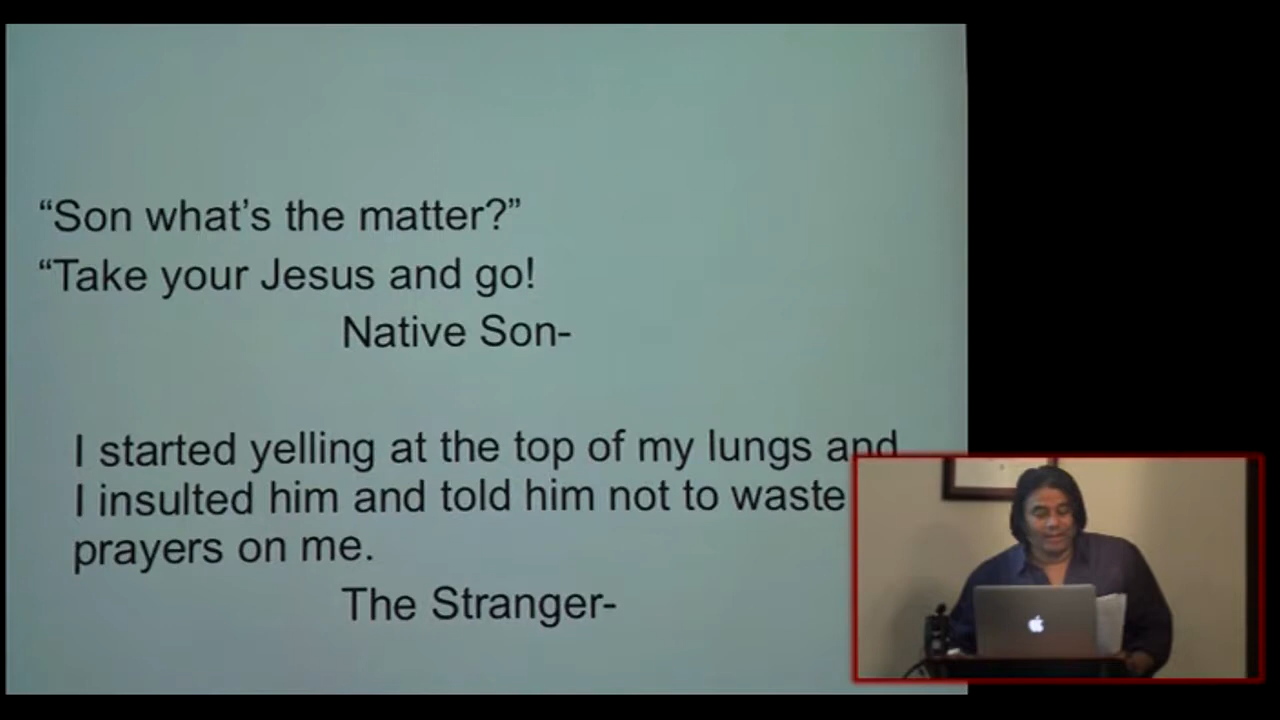 “Son what’s the matter?”
“Take your Jesus and go!
Native Son-
I started yelling at the top of my lungs and
I insulted him and told him not to waste
prayers on me.
The Stranger-